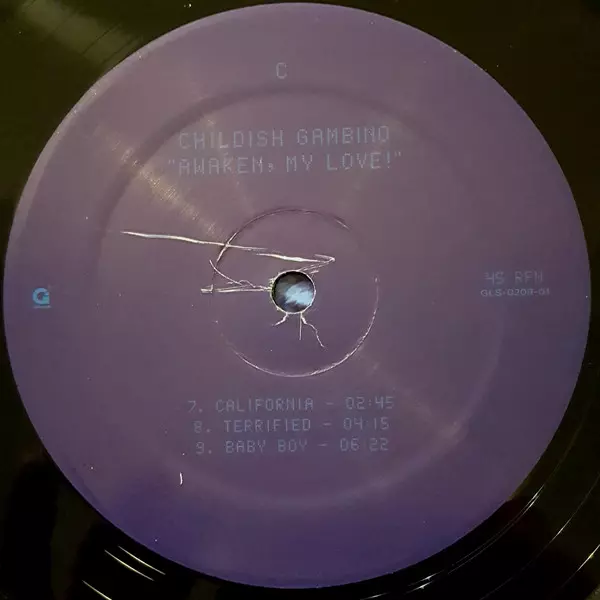 C
CHILDISH GAMBINO
"AWAKEN, MY LOVE!"
45 RPM
GLS-0209-01
7. CALIFORNIA - 02:45
8. TERRIFIED - 04:15
9. BABY BOY - 06:22